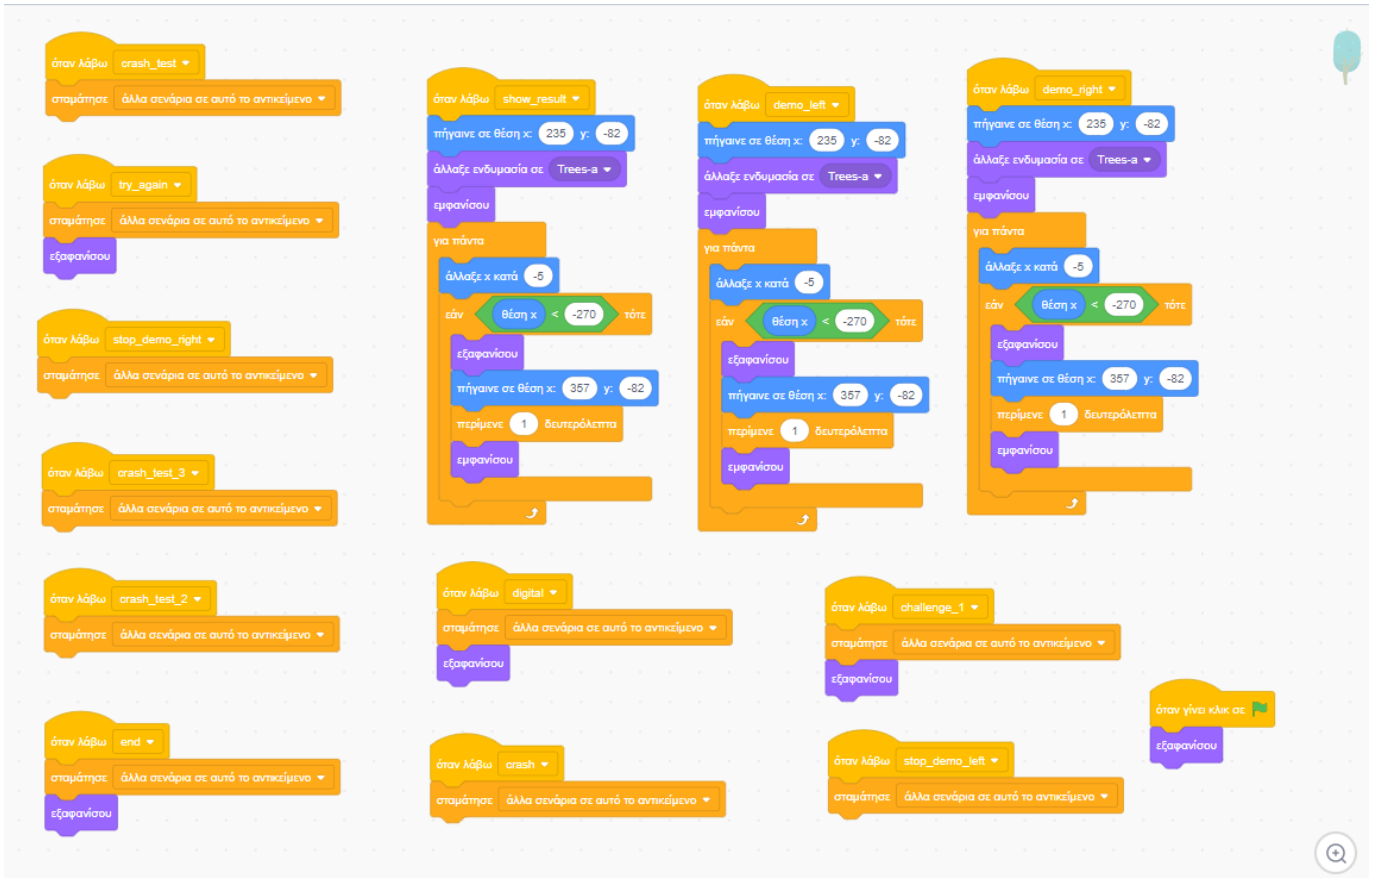 όταν λάβω crash_test
σταμάτησε άλλα σενάρια σε αυτό το αντικείμενο
όταν λάβω try_again
σταμάτησε άλλα σενάρια σε αυτό το αντικείμενο
εξαφανίσου
όταν λάβω stop_demo_right
σταμάτησε άλλα σενάρια σε αυτό το αντικείμενο
όταν λάβω crash_test_3
σταμάτησε άλλα σενάρια σε αυτό το αντικείμενο
όταν λάβω crash_test_2
σταμάτησε άλλα σενάρια σε αυτό το αντικείμενο
όταν λάβω end
σταμάτησε άλλα σενάρια σε αυτό το αντικείμενο
εξαφανίσου
όταν λάβω show_result
πήγαινε σε θέση x: 235 y: -82
άλλαξε ενδυμασία σε Trees-a
εμφανίσου
για πάντα
άλλαξε x κατά -5
εάν θέση x < -270 τότε
εξαφανίσου
πήγαινε σε θέση x: 357 y: -82
περίμενε 1 δευτερόλεπτα
εμφανίσου
όταν λάβω demo_left
πήγαινε σε θέση x: 235 y: -82
άλλαξε ενδυμασία σε Trees-a
εμφανίσου
για πάντα
άλλαξε x κατά -5
εάν θέση x < -270 τότε
εξαφανίσου
πήγαινε σε θέση x: 357 y: -82
περίμενε 1 δευτερόλεπτα
εμφανίσου
όταν λάβω demo_right
πήγαινε σε θέση x: 235 y: -82
άλλαξε ενδυμασία σε Trees-a
εμφανίσου
για πάντα
άλλαξε x κατά -5
εάν θέση x < -270 τότε
εξαφανίσου
πήγαινε σε θέση x: 357 y: -82
περίμενε 1 δευτερόλεπτα
εμφανίσου
όταν λάβω digital
σταμάτησε άλλα σενάρια σε αυτό το αντικείμενο
εξαφανίσου
όταν λάβω crash
σταμάτησε άλλα σενάρια σε αυτό το αντικείμενο
όταν λάβω challenge_1
σταμάτησε άλλα σενάρια σε αυτό το αντικείμενο
εξαφανίσου
όταν λάβω stop_demo_left
σταμάτησε άλλα σενάρια σε αυτό το αντικείμενο
όταν γίνει κλικ σε
εξαφανίσου